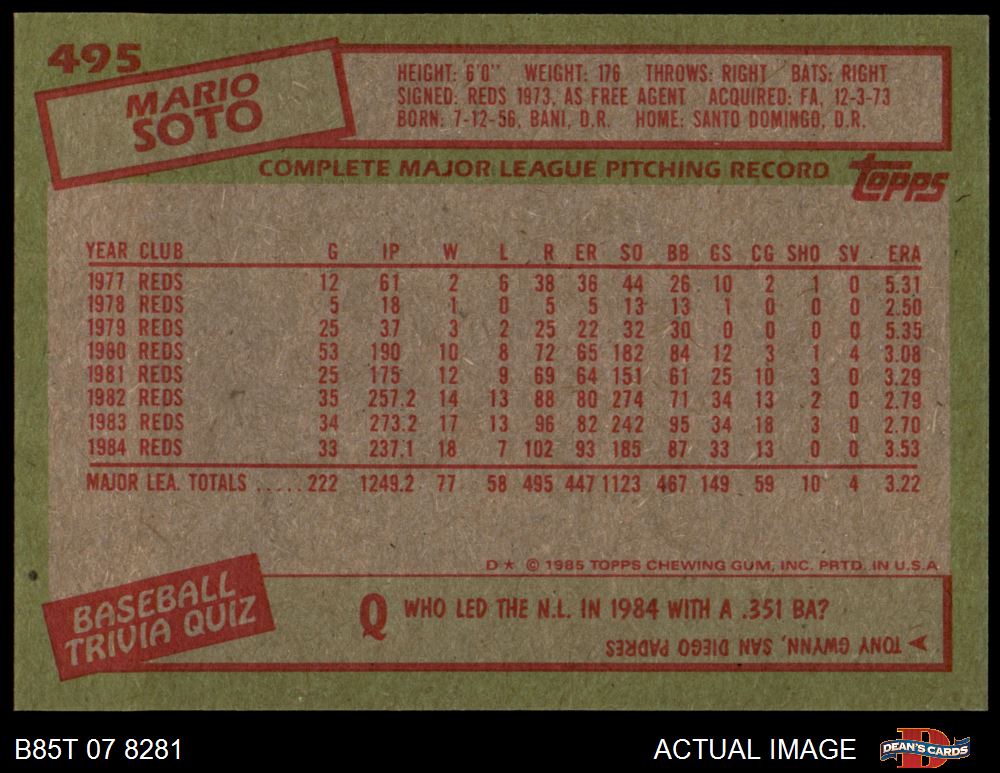 495
MARIO
SOTO
HEIGHT: 6'0" WEIGHT: 176 THROWS: RIGHT BATS: RIGHT
SIGNED: REDS 1973, AS FREE AGENT ACQUIRED: FA, 12-3-73
BORN: 7-12-56, BANI, D.R. HOME: SANTO DOMINGO, D.R.
COMPLETE MAJOR LEAGUE PITCHING RECORD
topps
YEAR CLUB G IP W L R ER SO BB GS CG SHO SV ERA
1977 REDS 12 61 2 6 38 36 44 26 10 2 1 0 5.31
1978 REDS 5 18 1 0 5 5 13 13 1 0 0 0 2.50
1979 REDS 25 37 3 2 25 22 32 30 0 0 0 0 5.35
1980 REDS 53 190 10 8 72 65 182 84 12 3 1 4 3.08
1981 REDS 25 175 12 9 69 64 151 61 25 10 3 0 3.29
1982 REDS 35 257.2 14 13 88 80 274 71 34 13 2 0 2.79
1983 REDS 34 273.2 17 13 96 82 242 95 34 18 3 0 2.70
1984 REDS 33 237.1 18 7 102 93 185 87 33 13 0 0 3.53
MAJOR LEA. TOTALS ..... 222 1249.2 77 58 495 447 1123 467 149 59 10 4 3.22
D★ © 1985 TOPPS CHEWING GUM, INC. PRTD. IN U.S.A.
BASEBALL
TRIVIA QUIZ
Q WHO LED THE N.L. IN 1984 WITH A .351 BA?
TONY GWYNN, SAN DIEGO PADRES
B85T 07 8281
ACTUAL IMAGE
D
DEAN'S CARDS